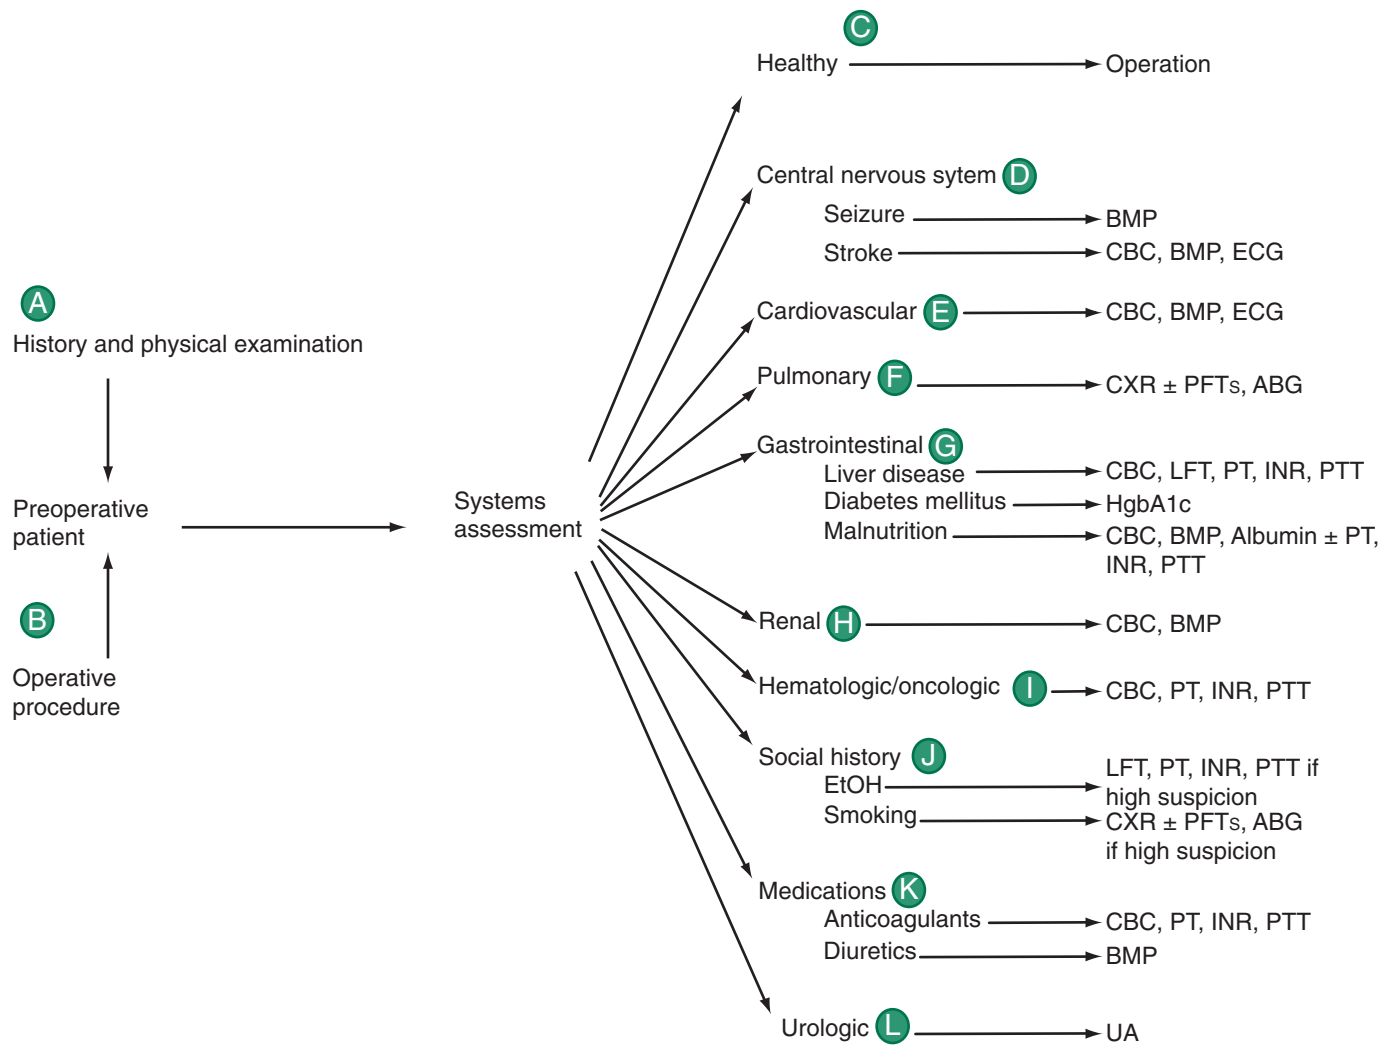 C
Healthy
Operation
Central nervous sytem D
Seizure
BMP
Stroke
CBC, BMP, ECG
A
History and physical examination
Cardiovascular E
CBC, BMP, ECG
Pulmonary F
CXR ± PFTs, ABG
Gastrointestinal G
Liver disease
CBC, LFT, PT, INR, PTT
Diabetes mellitus
HgbA1c
Malnutrition
CBC, BMP, Albumin ± PT,
INR, PTT
Preoperative
patient
Systems
assessment
B
Operative
procedure
Renal H
CBC, BMP
Hematologic/oncologic I
CBC, PT, INR, PTT
Social history J
EtOH
LFT, PT, INR, PTT if
high suspicion
Smoking
CXR ± PFTs, ABG
if high suspicion
Medications K
Anticoagulants
CBC, PT, INR, PTT
Diuretics
BMP
Urologic L
UA